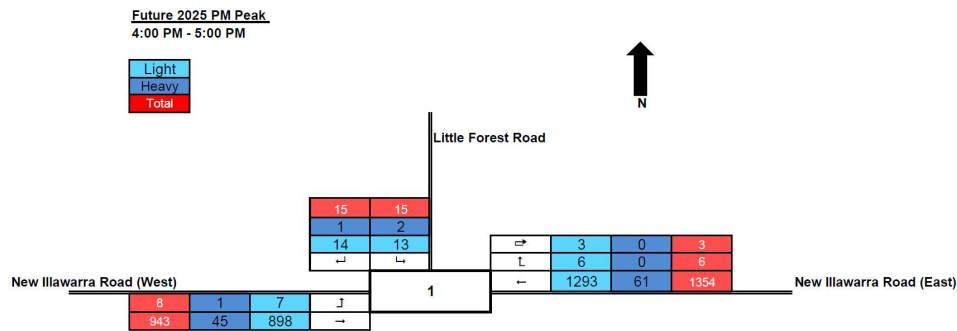 Future 2025 PM Peak
4:00 PM - 5:00 PM
Light
Heavy
Total
N
Little Forest Road
15 15
1 2
14 13
3 0 3
6 0 6
1293 61 1354
New Illawarra Road (West)
1
New Illawarra Road (East)
8 1 7
943 45 898